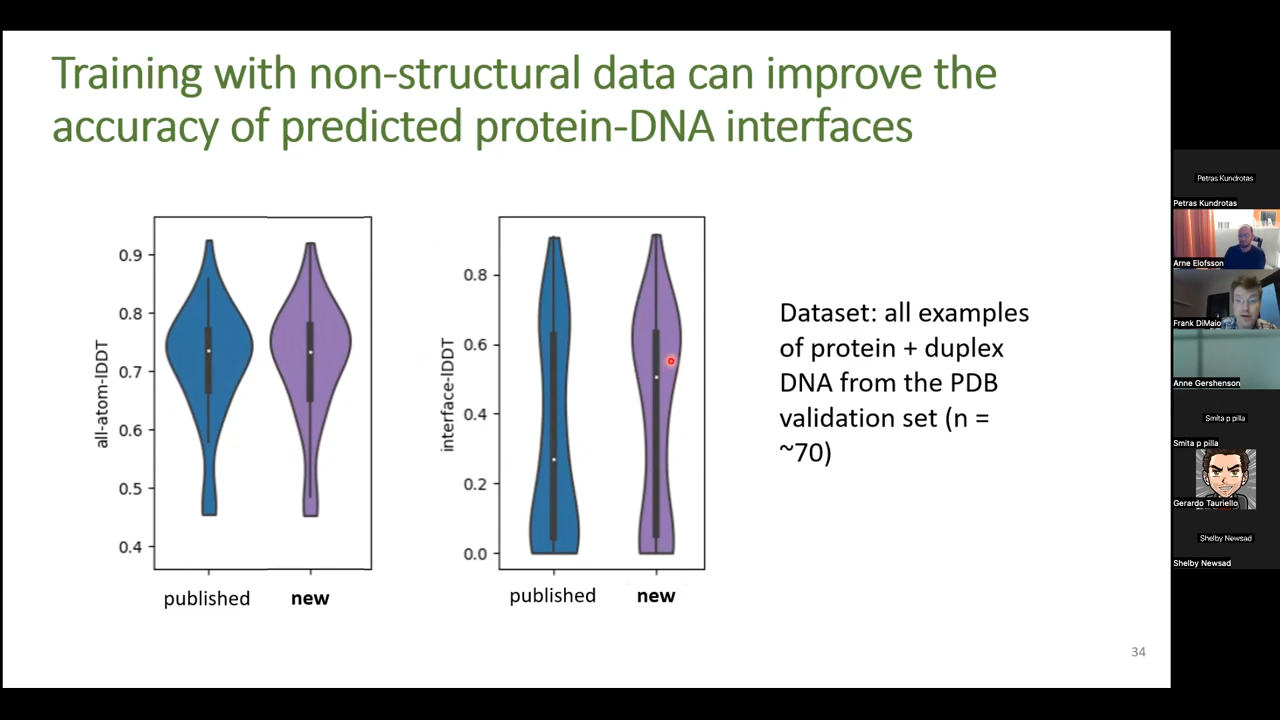 Training with non-structural data can improve the
accuracy of predicted protein-DNA interfaces
all-atom-lDDT
0.9
0.8
0.7
0.6
0.5
0.4
published
new
interface-lDDT
0.8
0.6
0.4
0.2
0.0
published
new
Dataset: all examples
of protein + duplex
DNA from the PDB
validation set (n =
~70)
34
Petras Kundrotas
Petras Kundrotas
Arne Elofsson
Frank DiMaio
Anne Gershenson
Smita p pilla
Smita p pilla
Gerardo Tauriello
Shelby Newsad
Shelby Newsad